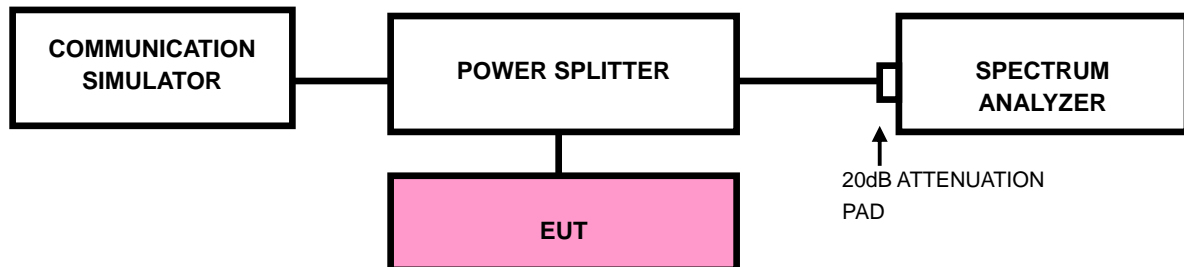 COMMUNICATION
SIMULATOR
POWER SPLITTER
SPECTRUM
ANALYZER
20dB ATTENUATION
PAD
EUT